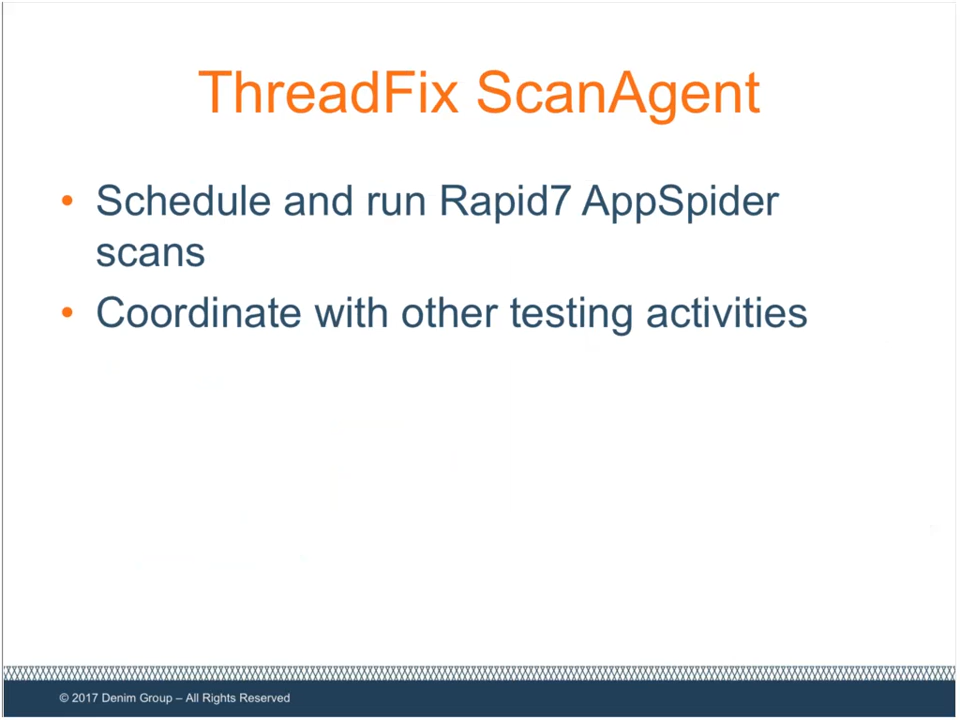 ThreadFix ScanAgent
• Schedule and run Rapid7 AppSpider
scans
• Coordinate with other testing activities
© 2017 Denim Group – All Rights Reserved